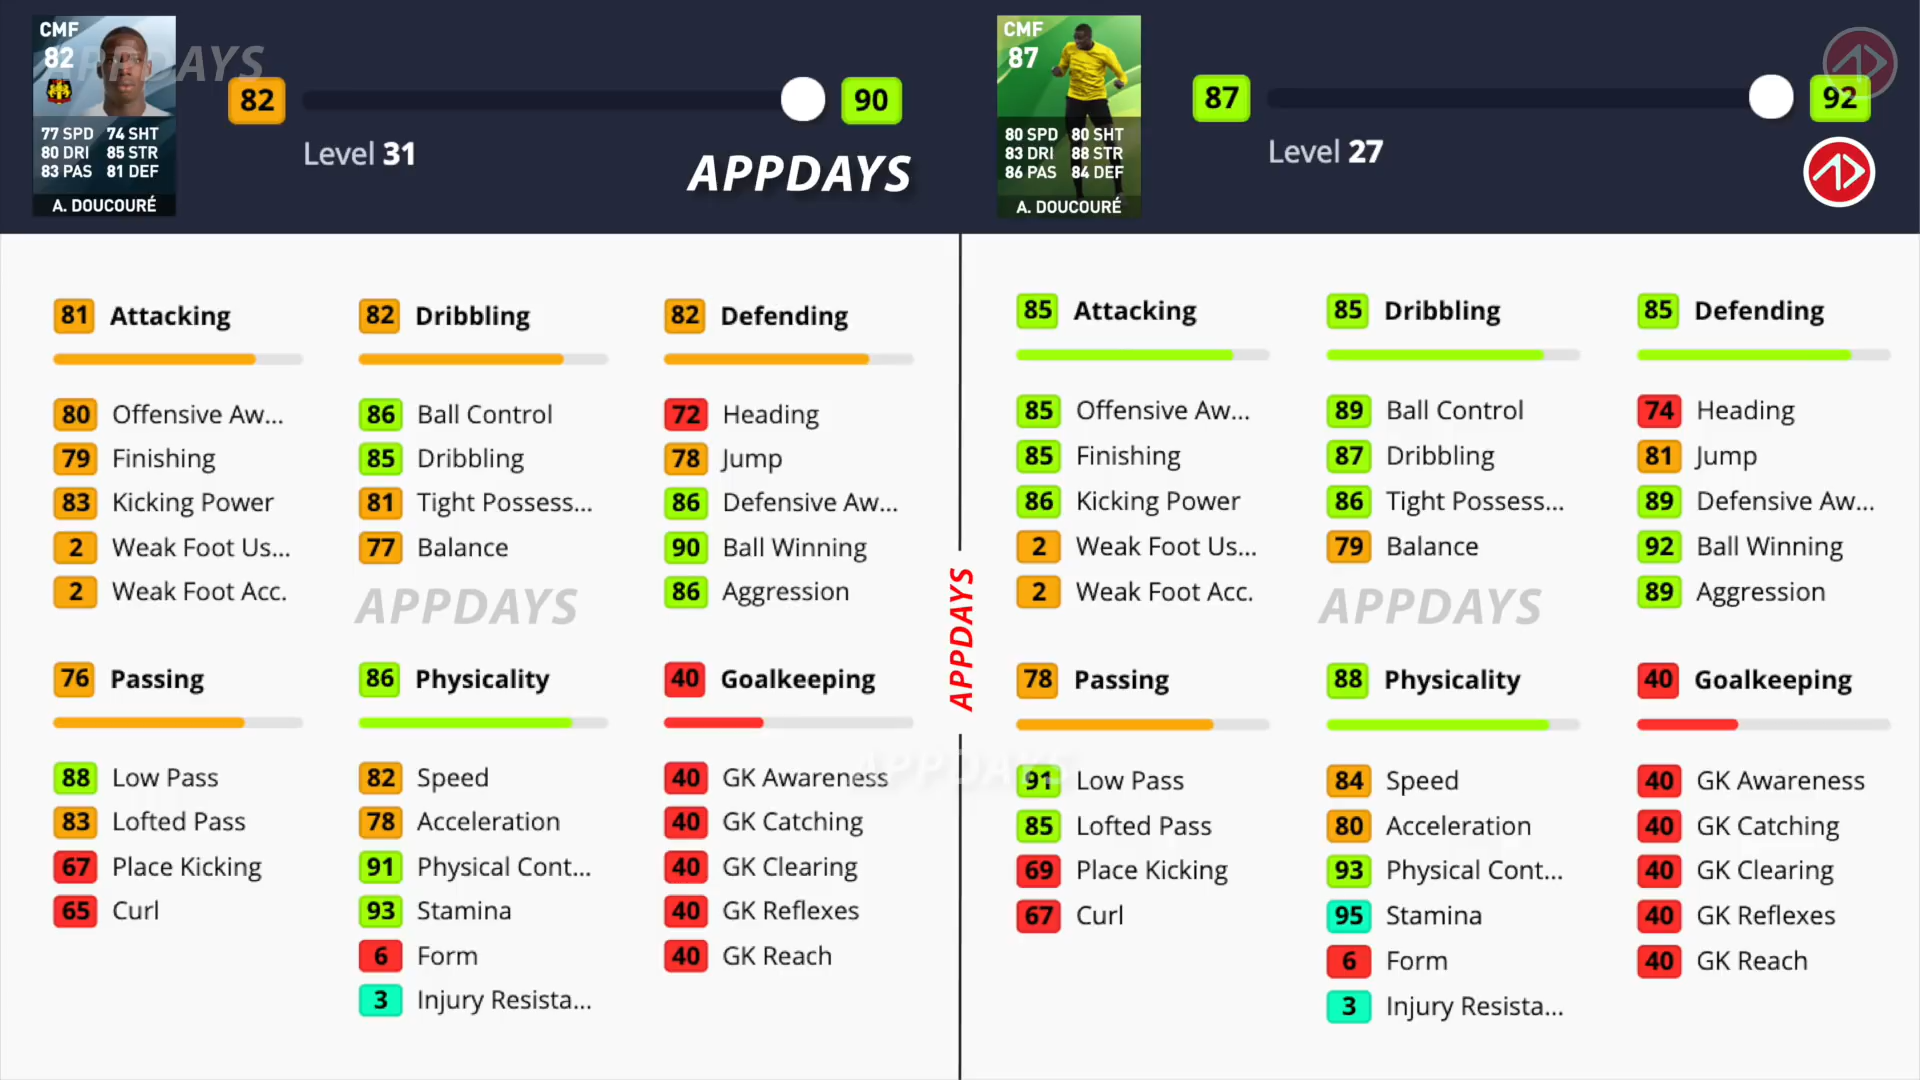 CMF
82
77 SPD 74 SHT
80 DRI 85 STR
83 PAS 81 DEF
A. DOUCOURÉ
APPDAYS
82
90
Level 31
APPDAYS
CMF
87
80 SPD 80 SHT
83 DRI 88 STR
86 PAS 84 DEF
A. DOUCOURÉ
87
92
Level 27
81 Attacking
80 Offensive Aw...
79 Finishing
83 Kicking Power
2 Weak Foot Us...
2 Weak Foot Acc.
82 Dribbling
86 Ball Control
85 Dribbling
81 Tight Possess...
77 Balance
APPDAYS
82 Defending
72 Heading
78 Jump
86 Defensive Aw...
90 Ball Winning
86 Aggression
76 Passing
88 Low Pass
83 Lofted Pass
67 Place Kicking
65 Curl
86 Physicality
82 Speed
78 Acceleration
91 Physical Cont...
93 Stamina
6 Form
3 Injury Resista...
40 Goalkeeping
40 GK Awareness
40 GK Catching
40 GK Clearing
40 GK Reflexes
40 GK Reach
APPDAYS
APPDAYS
85 Attacking
85 Offensive Aw...
85 Finishing
86 Kicking Power
2 Weak Foot Us...
2 Weak Foot Acc.
85 Dribbling
89 Ball Control
87 Dribbling
86 Tight Possess...
79 Balance
APPDAYS
85 Defending
74 Heading
81 Jump
89 Defensive Aw...
92 Ball Winning
89 Aggression
78 Passing
91 Low Pass
85 Lofted Pass
69 Place Kicking
67 Curl
88 Physicality
84 Speed
80 Acceleration
93 Physical Cont...
95 Stamina
6 Form
3 Injury Resista...
40 Goalkeeping
40 GK Awareness
40 GK Catching
40 GK Clearing
40 GK Reflexes
40 GK Reach